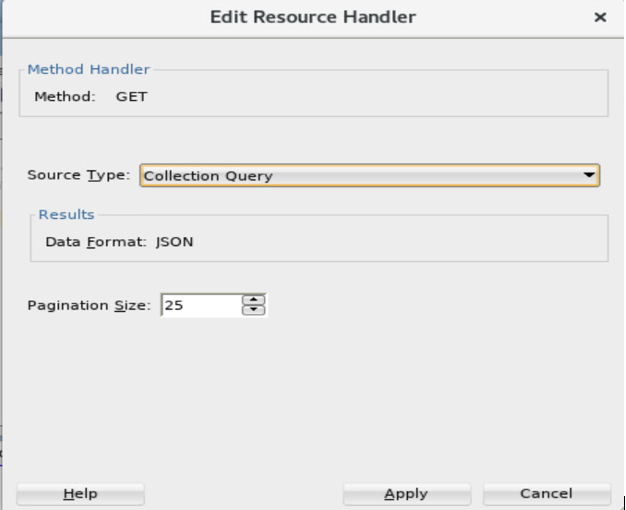 Edit Resource Handler
Method Handler
Method: GET
Source Type: Collection Query
Results
Data Format: JSON
Pagination Size: 25
Help Apply Cancel